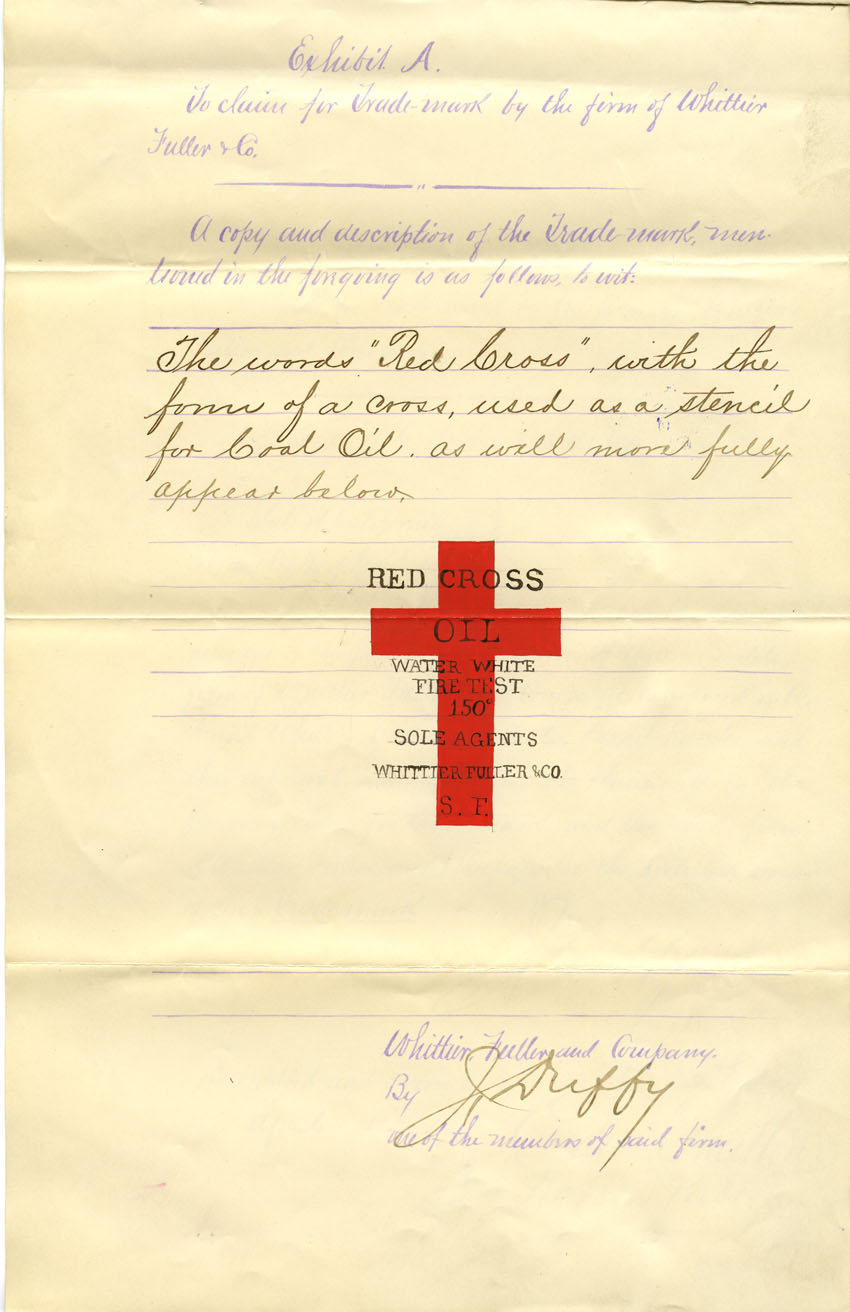 Exhibit A.
To claim for Trade-mark by the firm of Whittier
Fuller & Co.
"
A copy and description of the Trade-mark, men-
tioned in the forgoing is as follows, to wit:
The words "Red Cross", with the
form of a cross, used as a stencil
for Coal Oil. as will more fully
appear below.
RED CROSS
OIL
WATER WHITE
FIRE TEST
150°
SOLE AGENTS
WHITTIER FULLER & CO.
S. F.
Whittier, Fuller and Company.
By J. Duffy
one of the members of said firm.